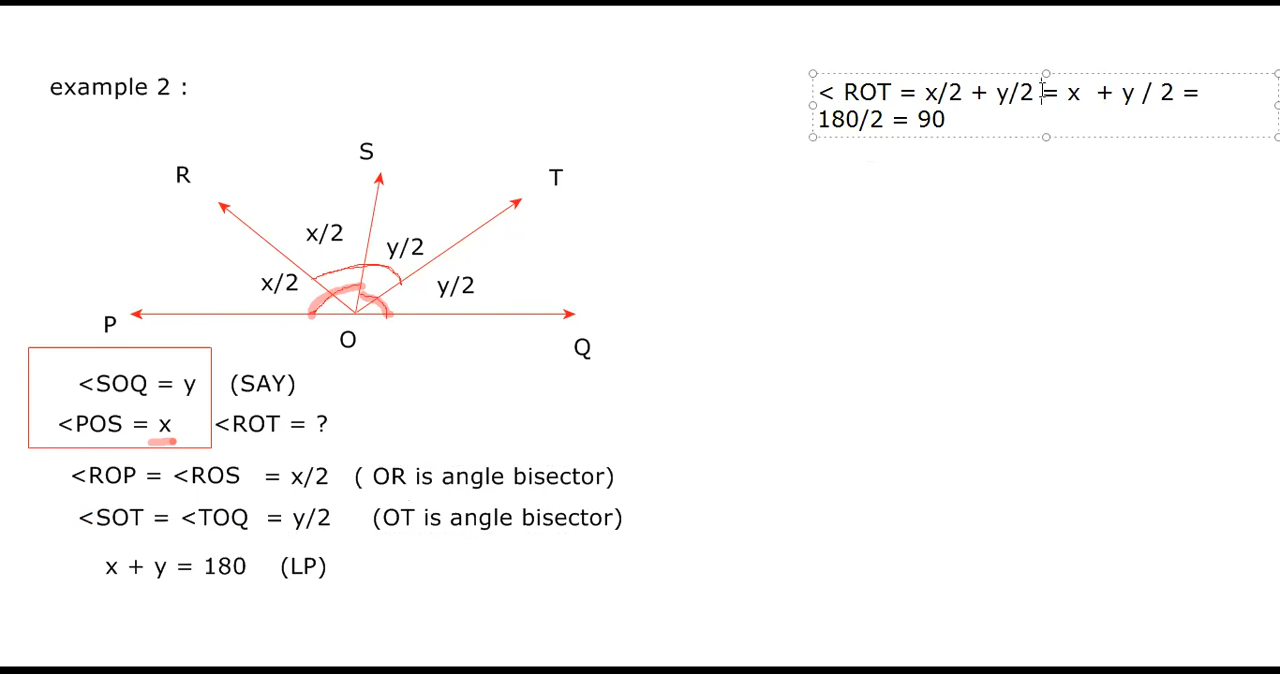 example 2 :
< ROT = x/2 + y/2 = x + y / 2 =
180/2 = 90
S
R
T
x/2
y/2
x/2
y/2
P
O
Q
<SOQ = y (SAY)
<POS = x <ROT = ?
<ROP = <ROS = x/2 ( OR is angle bisector)
<SOT = <TOQ = y/2 (OT is angle bisector)
x + y = 180 (LP)